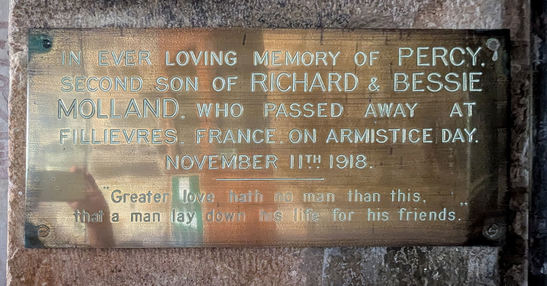 IN EVER LOVING MEMORY OF PERCY,
SECOND SON OF RICHARD & BESSIE
MOLLAND, WHO PASSED AWAY AT
FILLIEVRES, FRANCE, ON ARMISTICE DAY,
NOVEMBER 11TH 1918.
"Greater love hath no man than this,
that a man lay down his life for his friends."